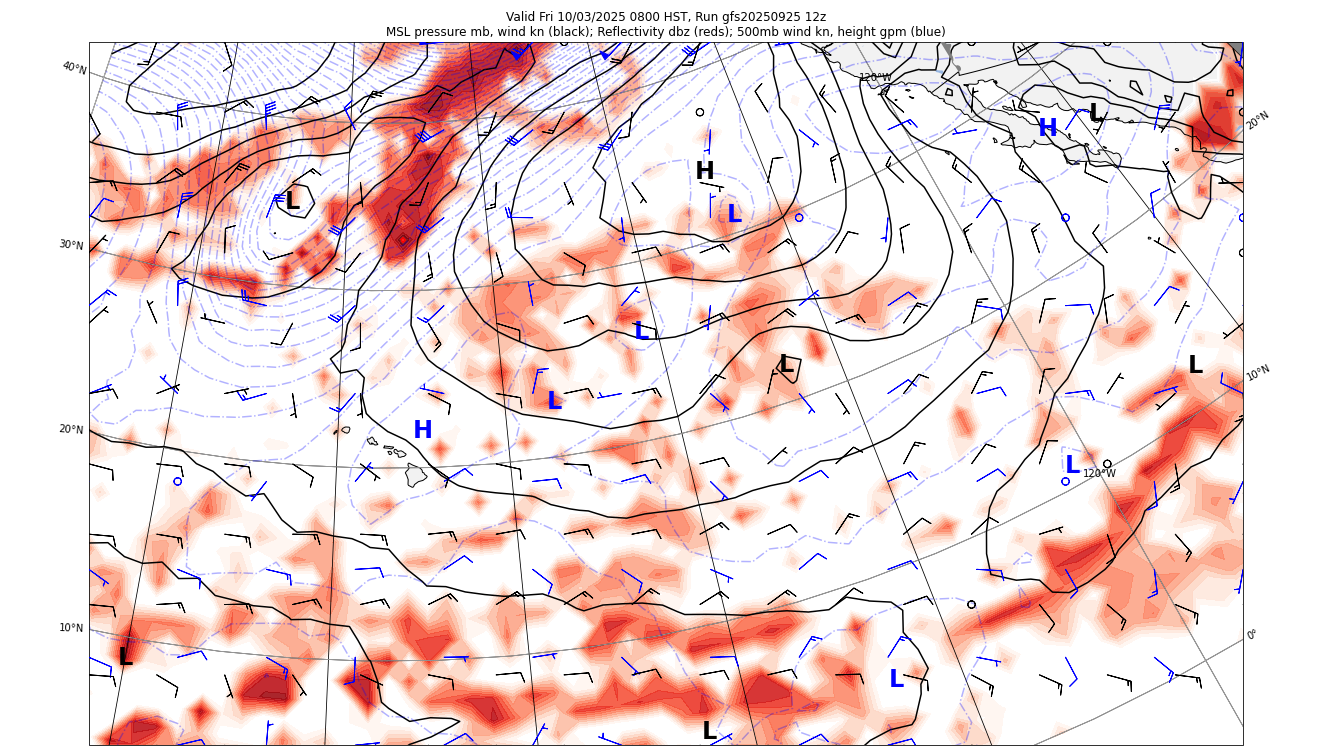 Valid Fri 10/03/2025 0800 HST, Run gfs20250925 12z
MSL pressure mb, wind kn (black); Reflectivity dbz (reds); 500mb wind kn, height gpm (blue)
40°N
120°W
L
H
20°N
H
L
L
30°N
L
L
L
10°N
L
H
20°N
L
120°W
10°N
L
0°
L
L